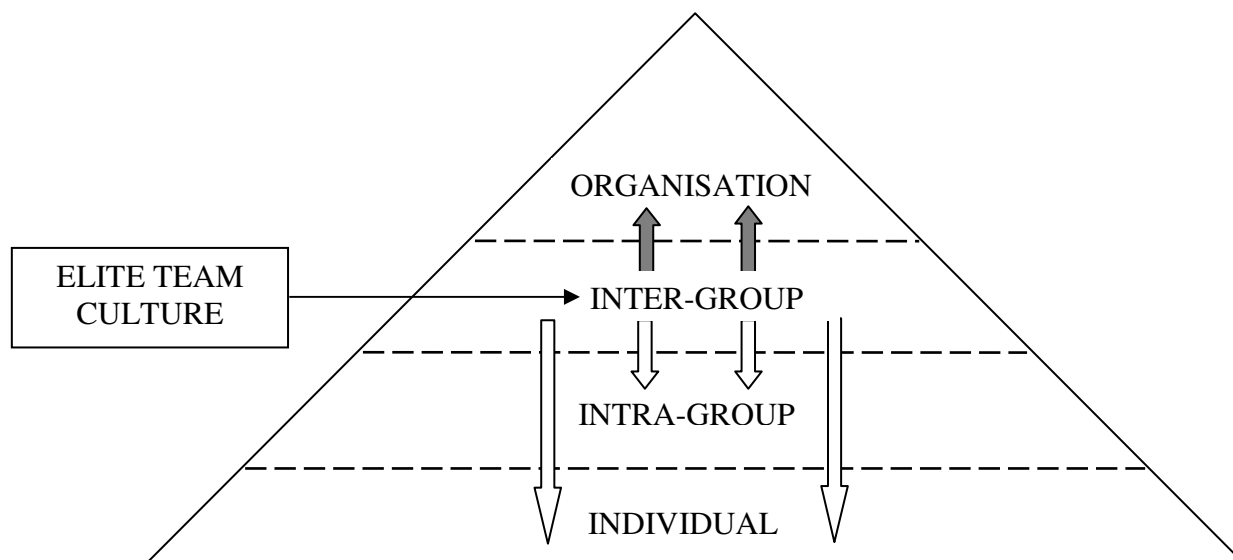 ORGANISATION
ELITE TEAM
CULTURE
INTER-GROUP
INTRA-GROUP
INDIVIDUAL